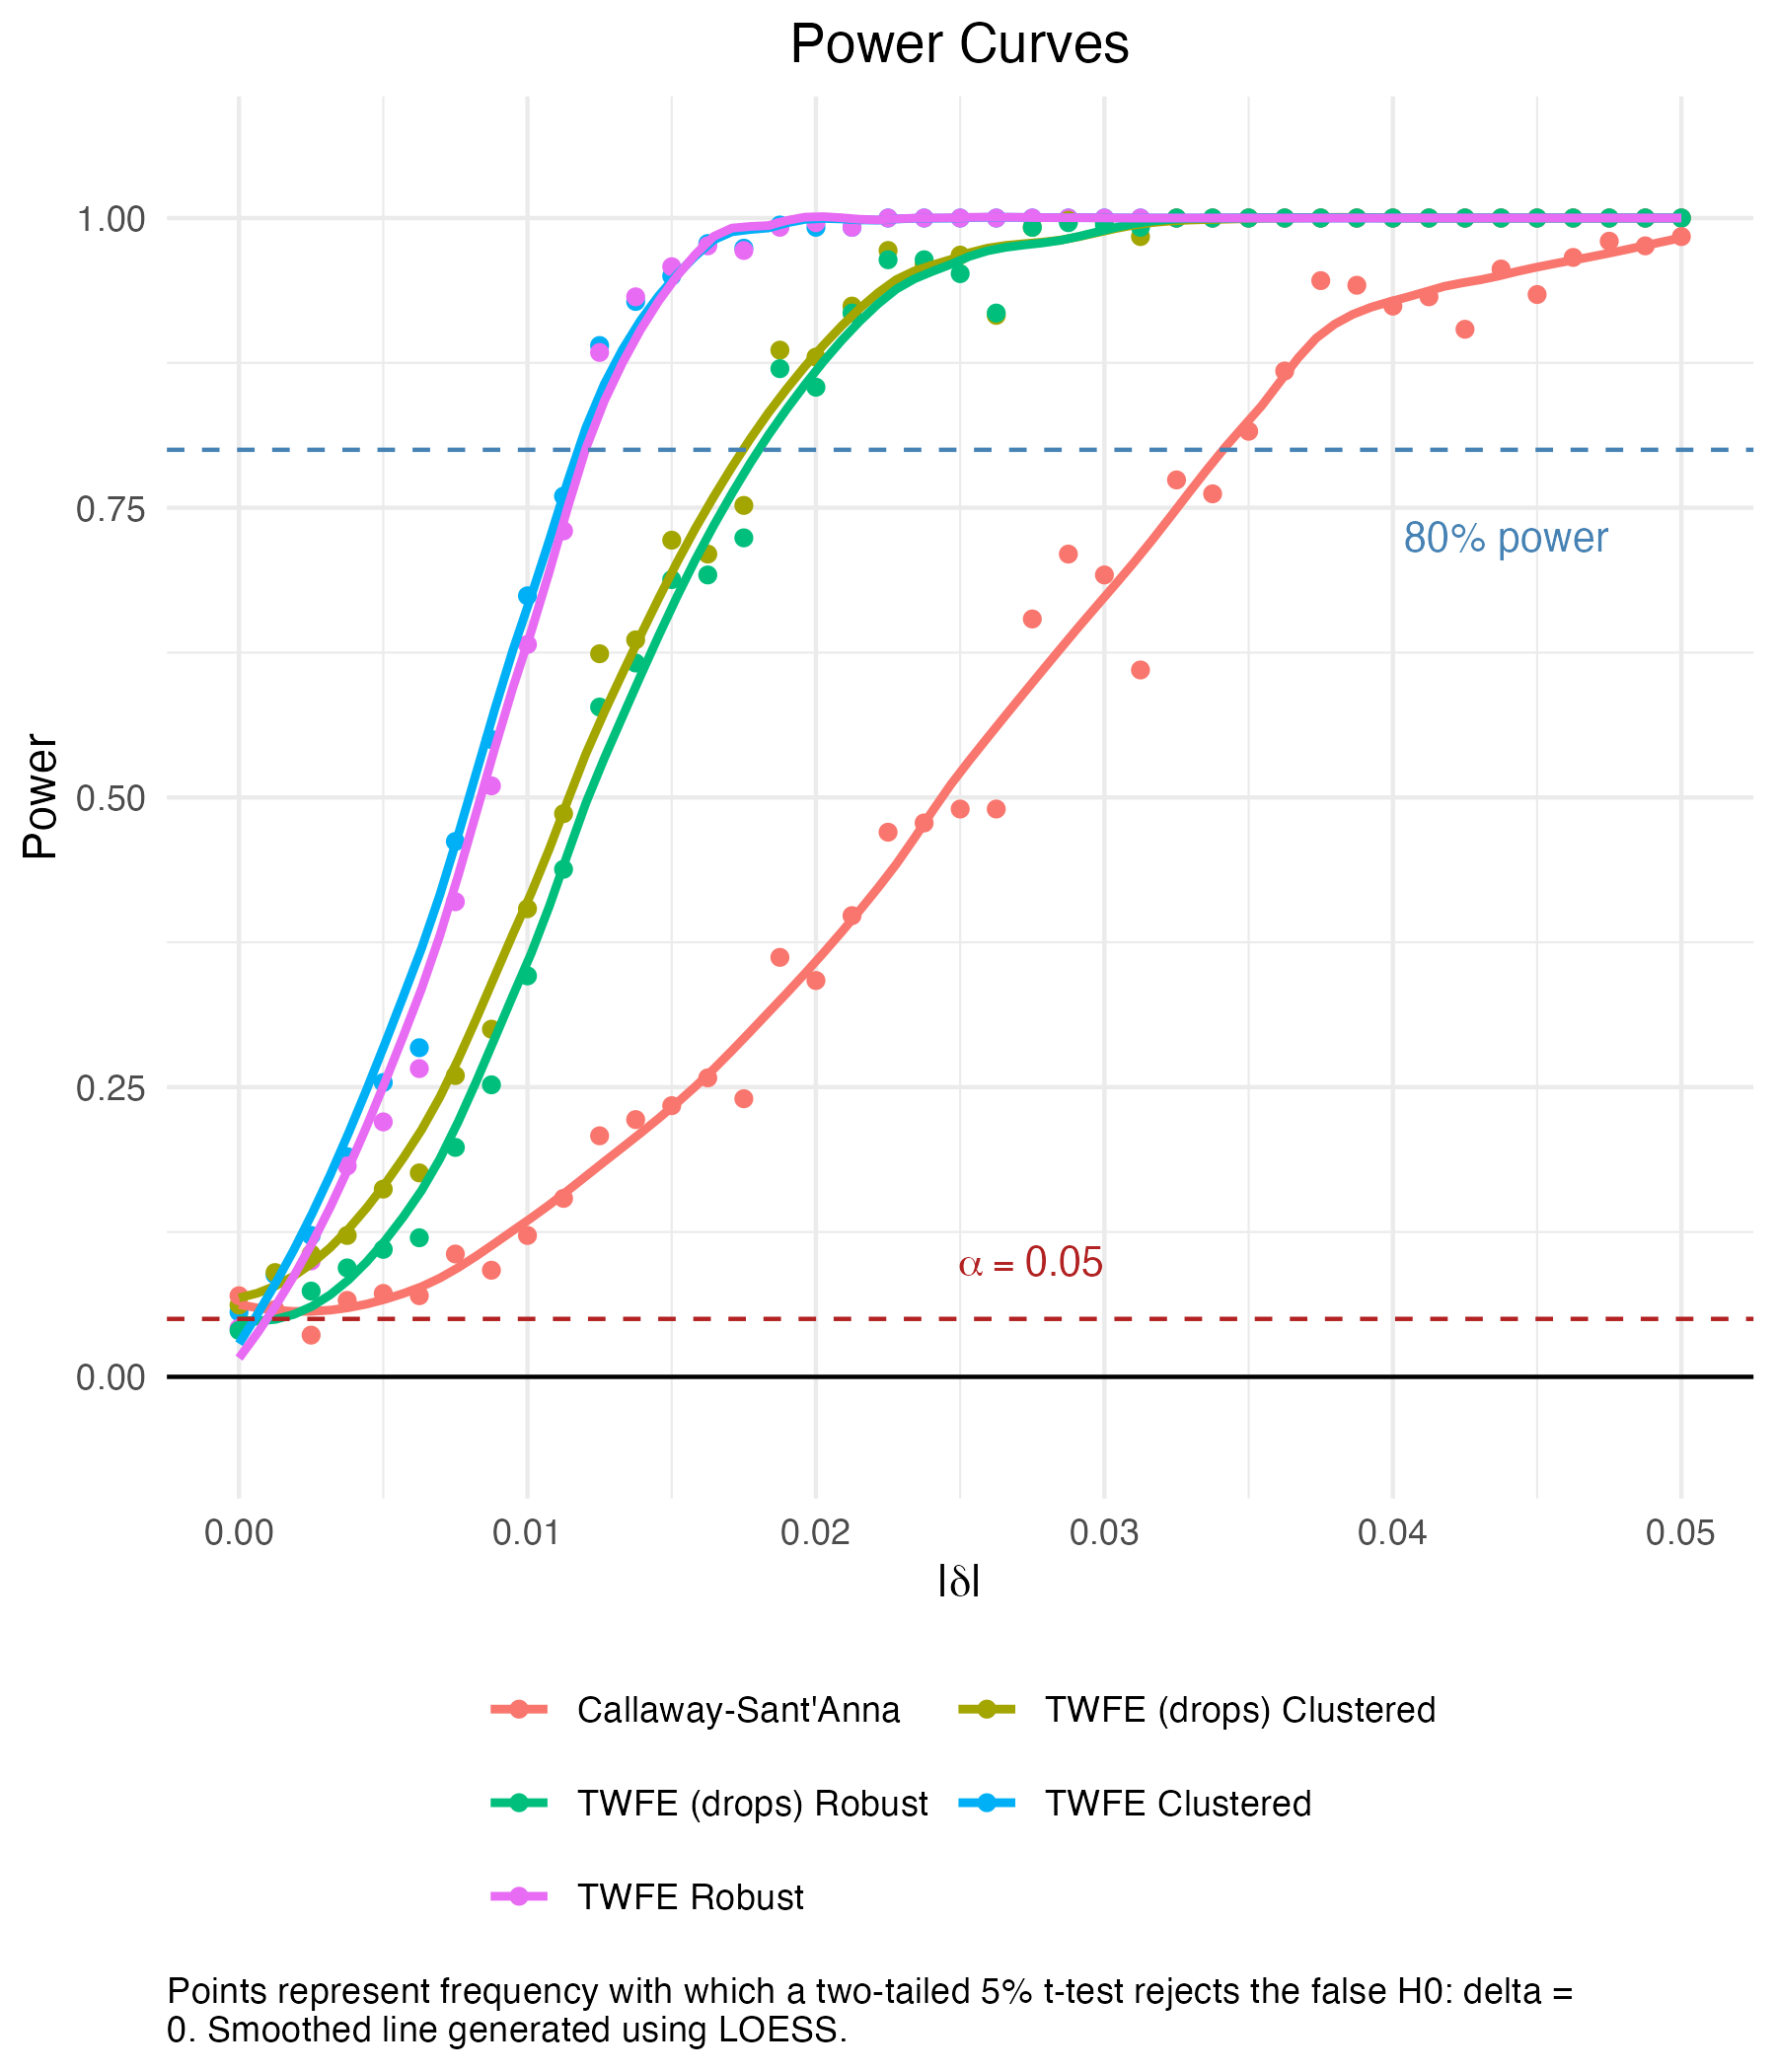 Power Curves
1.00
0.75
0.50
0.25
0.00
Power
80% power
α = 0.05
0.00 0.01 0.02 0.03 0.04 0.05
|δ|
Callaway-Sant'Anna TWFE (drops) Clustered
TWFE (drops) Robust TWFE Clustered
TWFE Robust
Points represent frequency with which a two-tailed 5% t-test rejects the false H0: delta =
0. Smoothed line generated using LOESS.